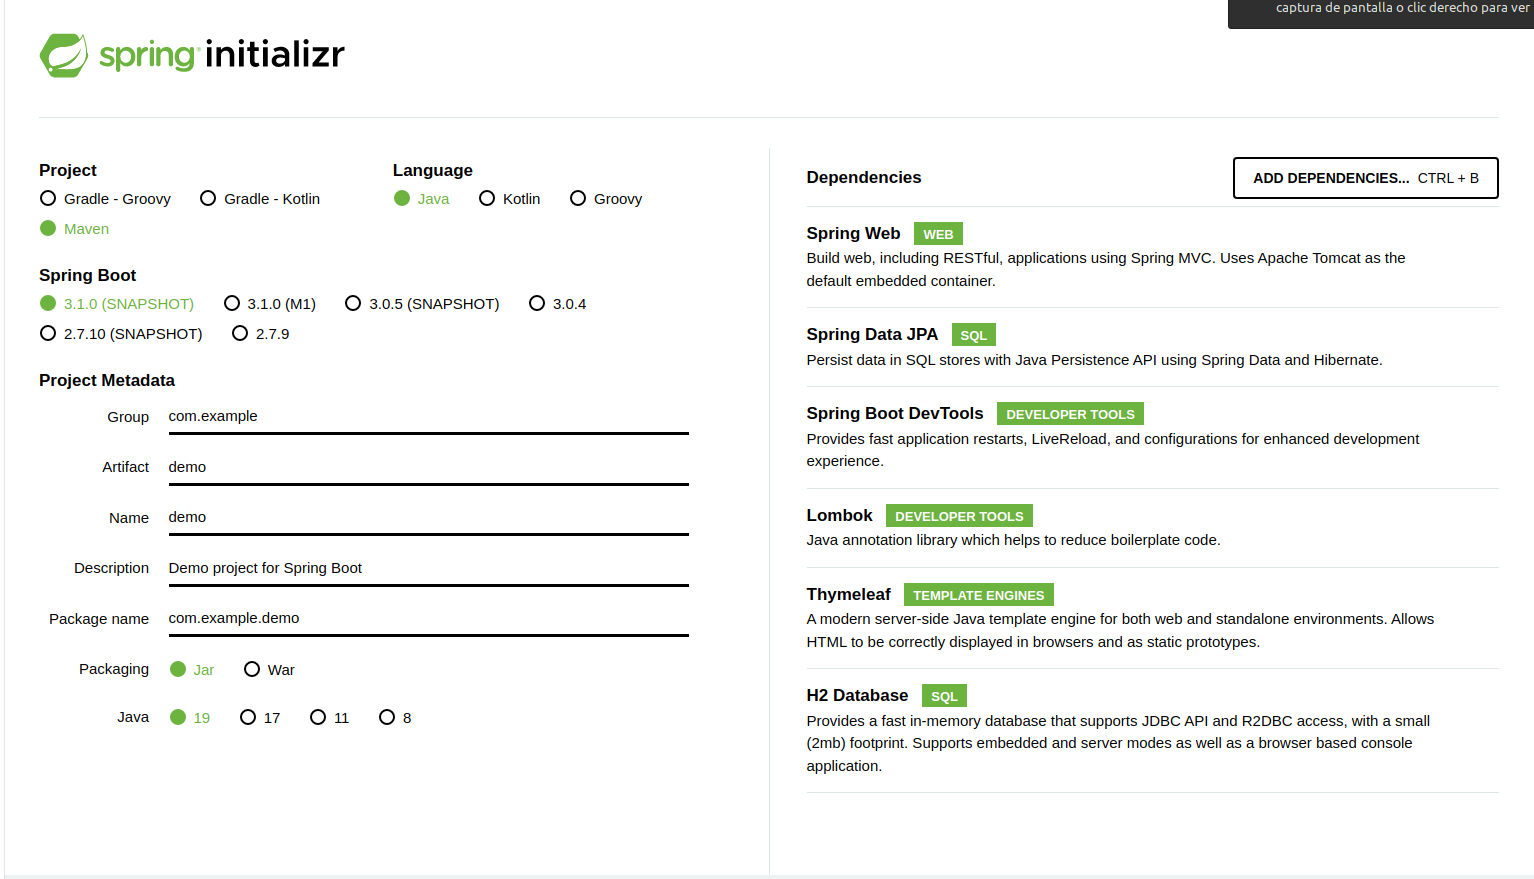 captura de pantalla o clic derecho para ver
spring initializr
Project
Gradle - Groovy Gradle - Kotlin
Maven
Language
Java Kotlin Groovy
Spring Boot
3.1.0 (SNAPSHOT) 3.1.0 (M1) 3.0.5 (SNAPSHOT) 3.0.4
2.7.10 (SNAPSHOT) 2.7.9
Project Metadata
Group com.example
Artifact demo
Name demo
Description Demo project for Spring Boot
Package name com.example.demo
Packaging Jar War
Java 19 17 11 8
Dependencies
ADD DEPENDENCIES... CTRL + B
Spring Web WEB
Build web, including RESTful, applications using Spring MVC. Uses Apache Tomcat as the
default embedded container.
Spring Data JPA SQL
Persist data in SQL stores with Java Persistence API using Spring Data and Hibernate.
Spring Boot DevTools DEVELOPER TOOLS
Provides fast application restarts, LiveReload, and configurations for enhanced development
experience.
Lombok DEVELOPER TOOLS
Java annotation library which helps to reduce boilerplate code.
Thymeleaf TEMPLATE ENGINES
A modern server-side Java template engine for both web and standalone environments. Allows
HTML to be correctly displayed in browsers and as static prototypes.
H2 Database SQL
Provides a fast in-memory database that supports JDBC API and R2DBC access, with a small
(2mb) footprint. Supports embedded and server modes as well as a browser based console
application.